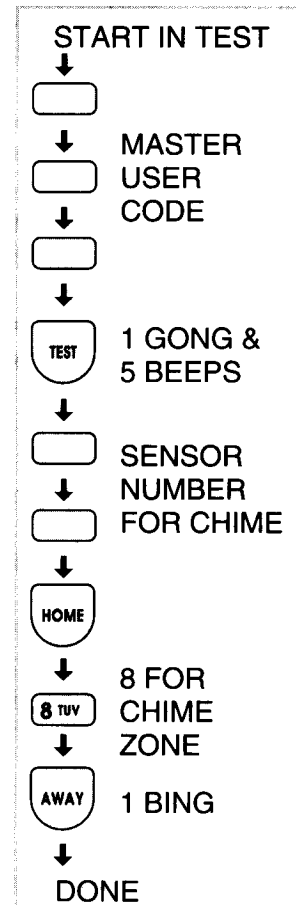 START IN TEST
MASTER
USER
CODE
TEST
1 GONG &
5 BEEPS
SENSOR
NUMBER
FOR CHIME
HOME
8 TUV
8 FOR
CHIME
ZONE
AWAY
1 BING
DONE